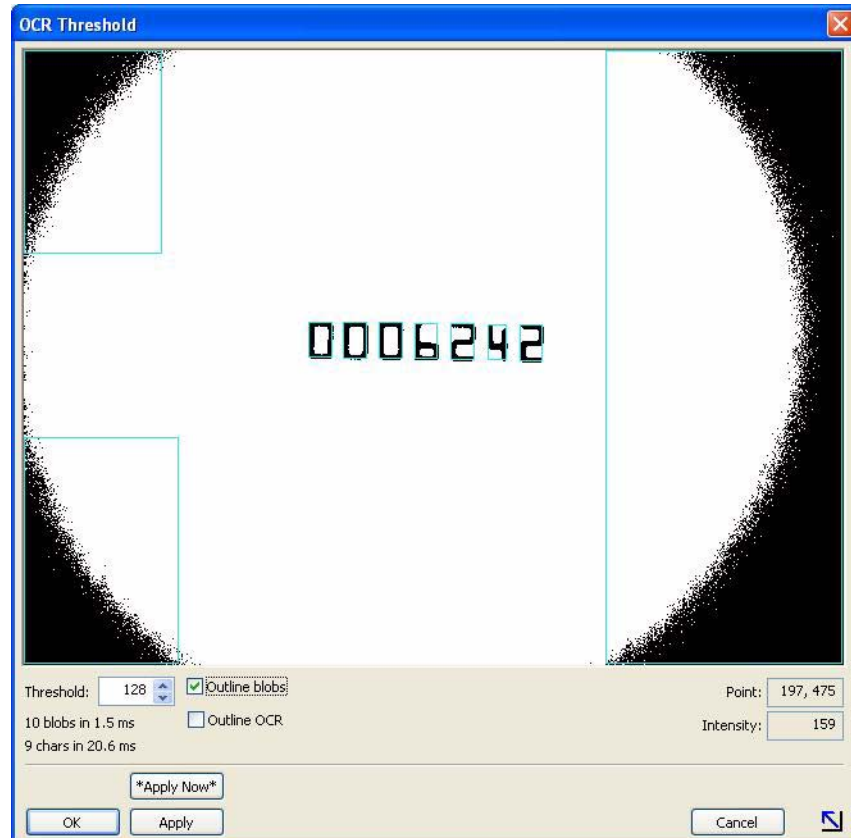 OCR Threshold
0006242
Threshold: 128 Outline blobs Point: 197, 475
10 blobs in 1.5 ms Outline OCR Intensity: 159
9 chars in 20.6 ms
*Apply Now*
OK Apply Cancel